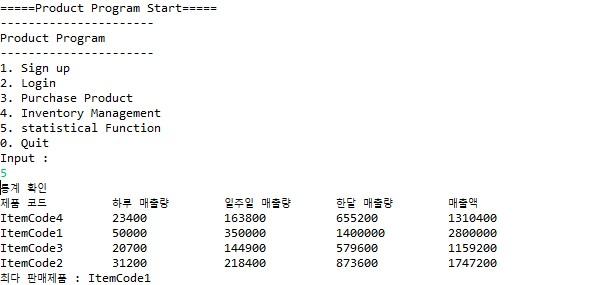 =====Product Program Start=====
----------------------
Product Program
----------------------
1. Sign up
2. Login
3. Purchase Product
4. Inventory Management
5. statistical Function
0. Quit
Input :
5
통계 확인
제품 코드 하루 매출량 일주일 매출량 한달 매출량 매출액
ItemCode4 23400 163800 655200 1310400
ItemCode1 50000 350000 1400000 2800000
ItemCode3 20700 144900 579600 1159200
ItemCode2 31200 218400 873600 1747200
최다 판매제품 : ItemCode1